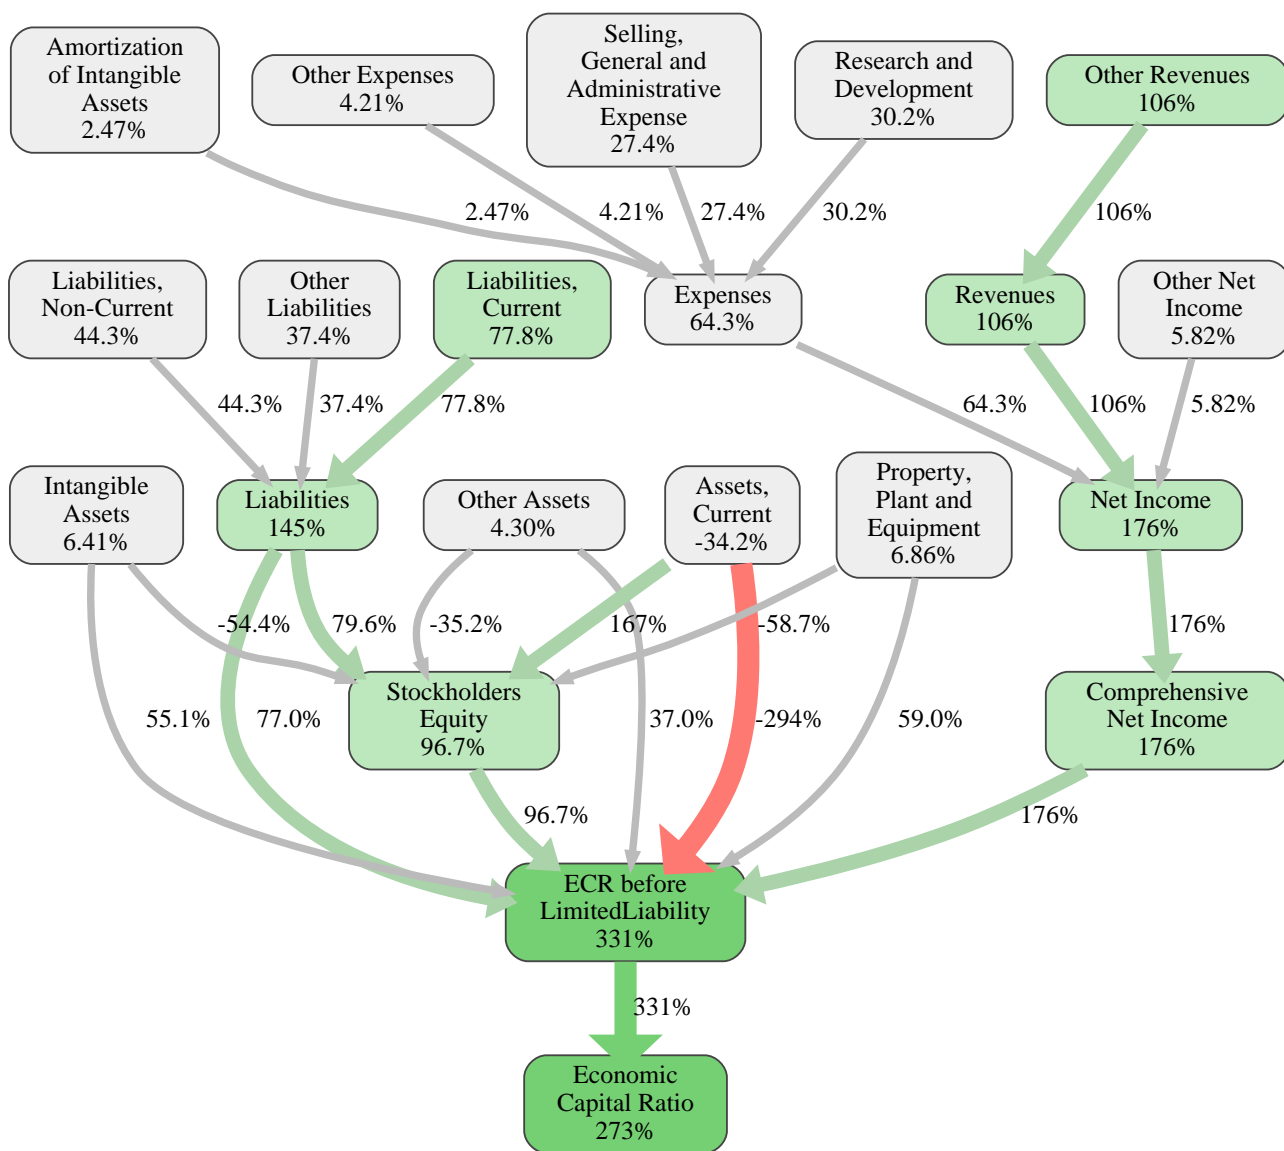 Amortization
of Intangible
Assets
2.47%
Other Expenses
4.21%
Selling,
General and
Administrative
Expense
27.4%
Research and
Development
30.2%
Other Revenues
106%
2.47%
4.21%
27.4%
30.2%
106%
Liabilities,
Non-Current
44.3%
Other
Liabilities
37.4%
Liabilities,
Current
77.8%
Expenses
64.3%
Revenues
106%
Other Net
Income
5.82%
44.3%
37.4%
77.8%
64.3%
106%
5.82%
Intangible
Assets
6.41%
Liabilities
145%
Other Assets
4.30%
Assets,
Current
-34.2%
Property,
Plant and
Equipment
6.86%
Net Income
176%
-54.4%
79.6%
-35.2%
167%
-58.7%
176%
Stockholders
Equity
96.7%
Comprehensive
Net Income
176%
55.1%
77.0%
37.0%
-294%
59.0%
96.7%
176%
ECR before
LimitedLiability
331%
331%
Economic
Capital Ratio
273%